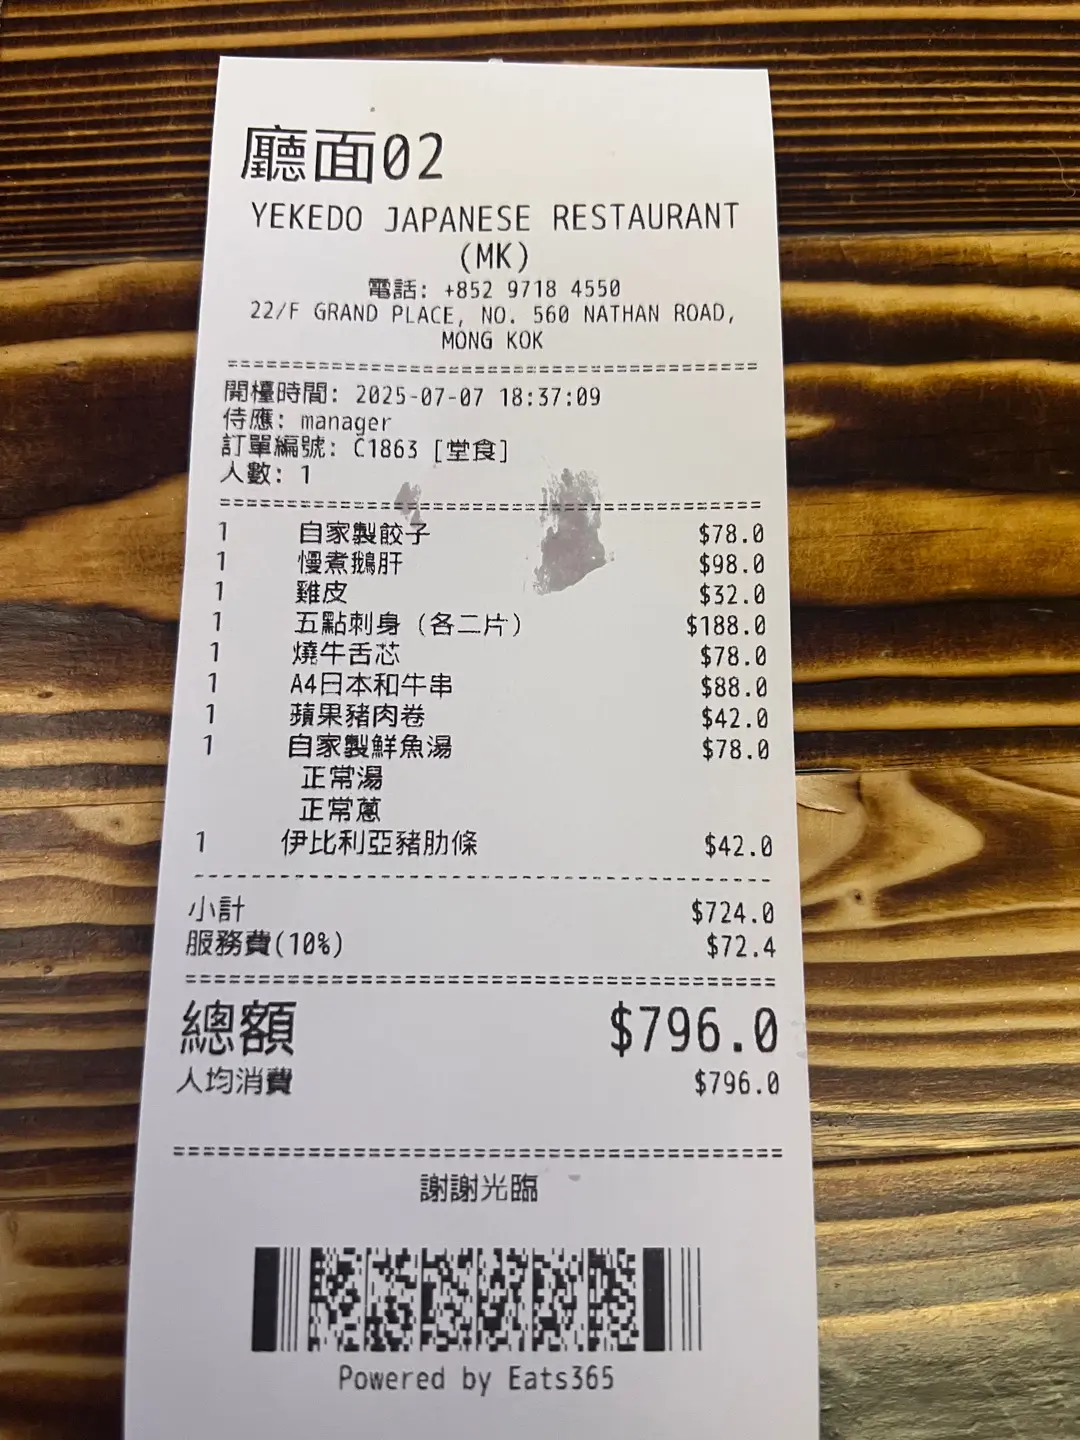 廳面02
YEKEDO JAPANESE RESTAURANT
(MK)
電話: +852 9718 4550
22/F GRAND PLACE, NO. 560 NATHAN ROAD,
MONG KOK
開檯時間: 2025-07-07 18:37:09
侍應: manager
訂單編號: C1863 [堂食]
人數: 1
1 自家製餃子 $78.0
1 慢煮鵝肝 $98.0
1 雞皮 $32.0
1 五點刺身 (各二片) $188.0
1 燒牛舌芯 $78.0
1 A4日本和牛串 $88.0
1 蘋果豬肉卷 $42.0
1 自家製鮮魚湯 $78.0
正常湯
正常蔥
1 伊比利亞豬肋條 $42.0
小計 $724.0
服務費(10%) $72.4
總額 $796.0
人均消費 $796.0
謝謝光臨
Powered by Eats365